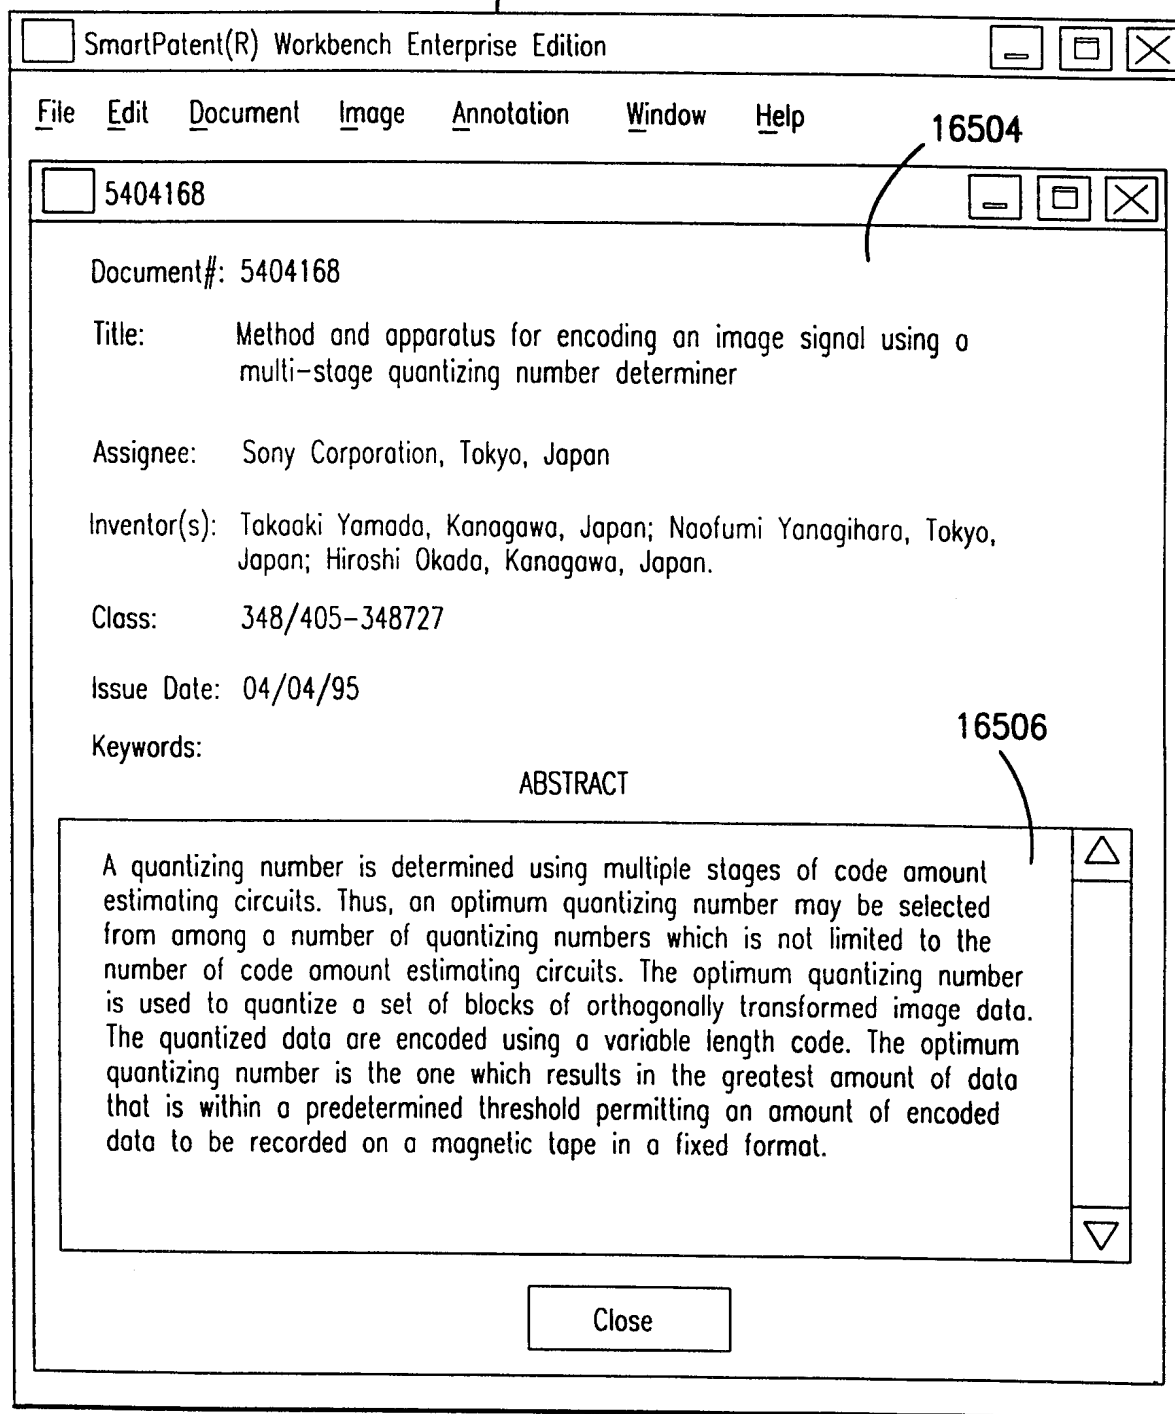 SmartPatent(R) Workbench Enterprise Edition
File Edit Document Image Annotation Window Help
16504
5404168
Document#: 5404168
Title: Method and apparatus for encoding an image signal using a
multi-stage quantizing number determiner
Assignee: Sony Corporation, Tokyo, Japan
Inventor(s): Takaaki Yamada, Kanagawa, Japan; Naofumi Yanagihara, Tokyo,
Japan; Hiroshi Okada, Kanagawa, Japan.
Class: 348/405-348727
Issue Date: 04/04/95
16506
Keywords:
ABSTRACT
A quantizing number is determined using multiple stages of code amount
estimating circuits. Thus, an optimum quantizing number may be selected
from among a number of quantizing numbers which is not limited to the
number of code amount estimating circuits. The optimum quantizing number
is used to quantize a set of blocks of orthogonally transformed image data.
The quantized data are encoded using a variable length code. The optimum
quantizing number is the one which results in the greatest amount of data
that is within a predetermined threshold permitting an amount of encoded
data to be recorded on a magnetic tape in a fixed format.
Close